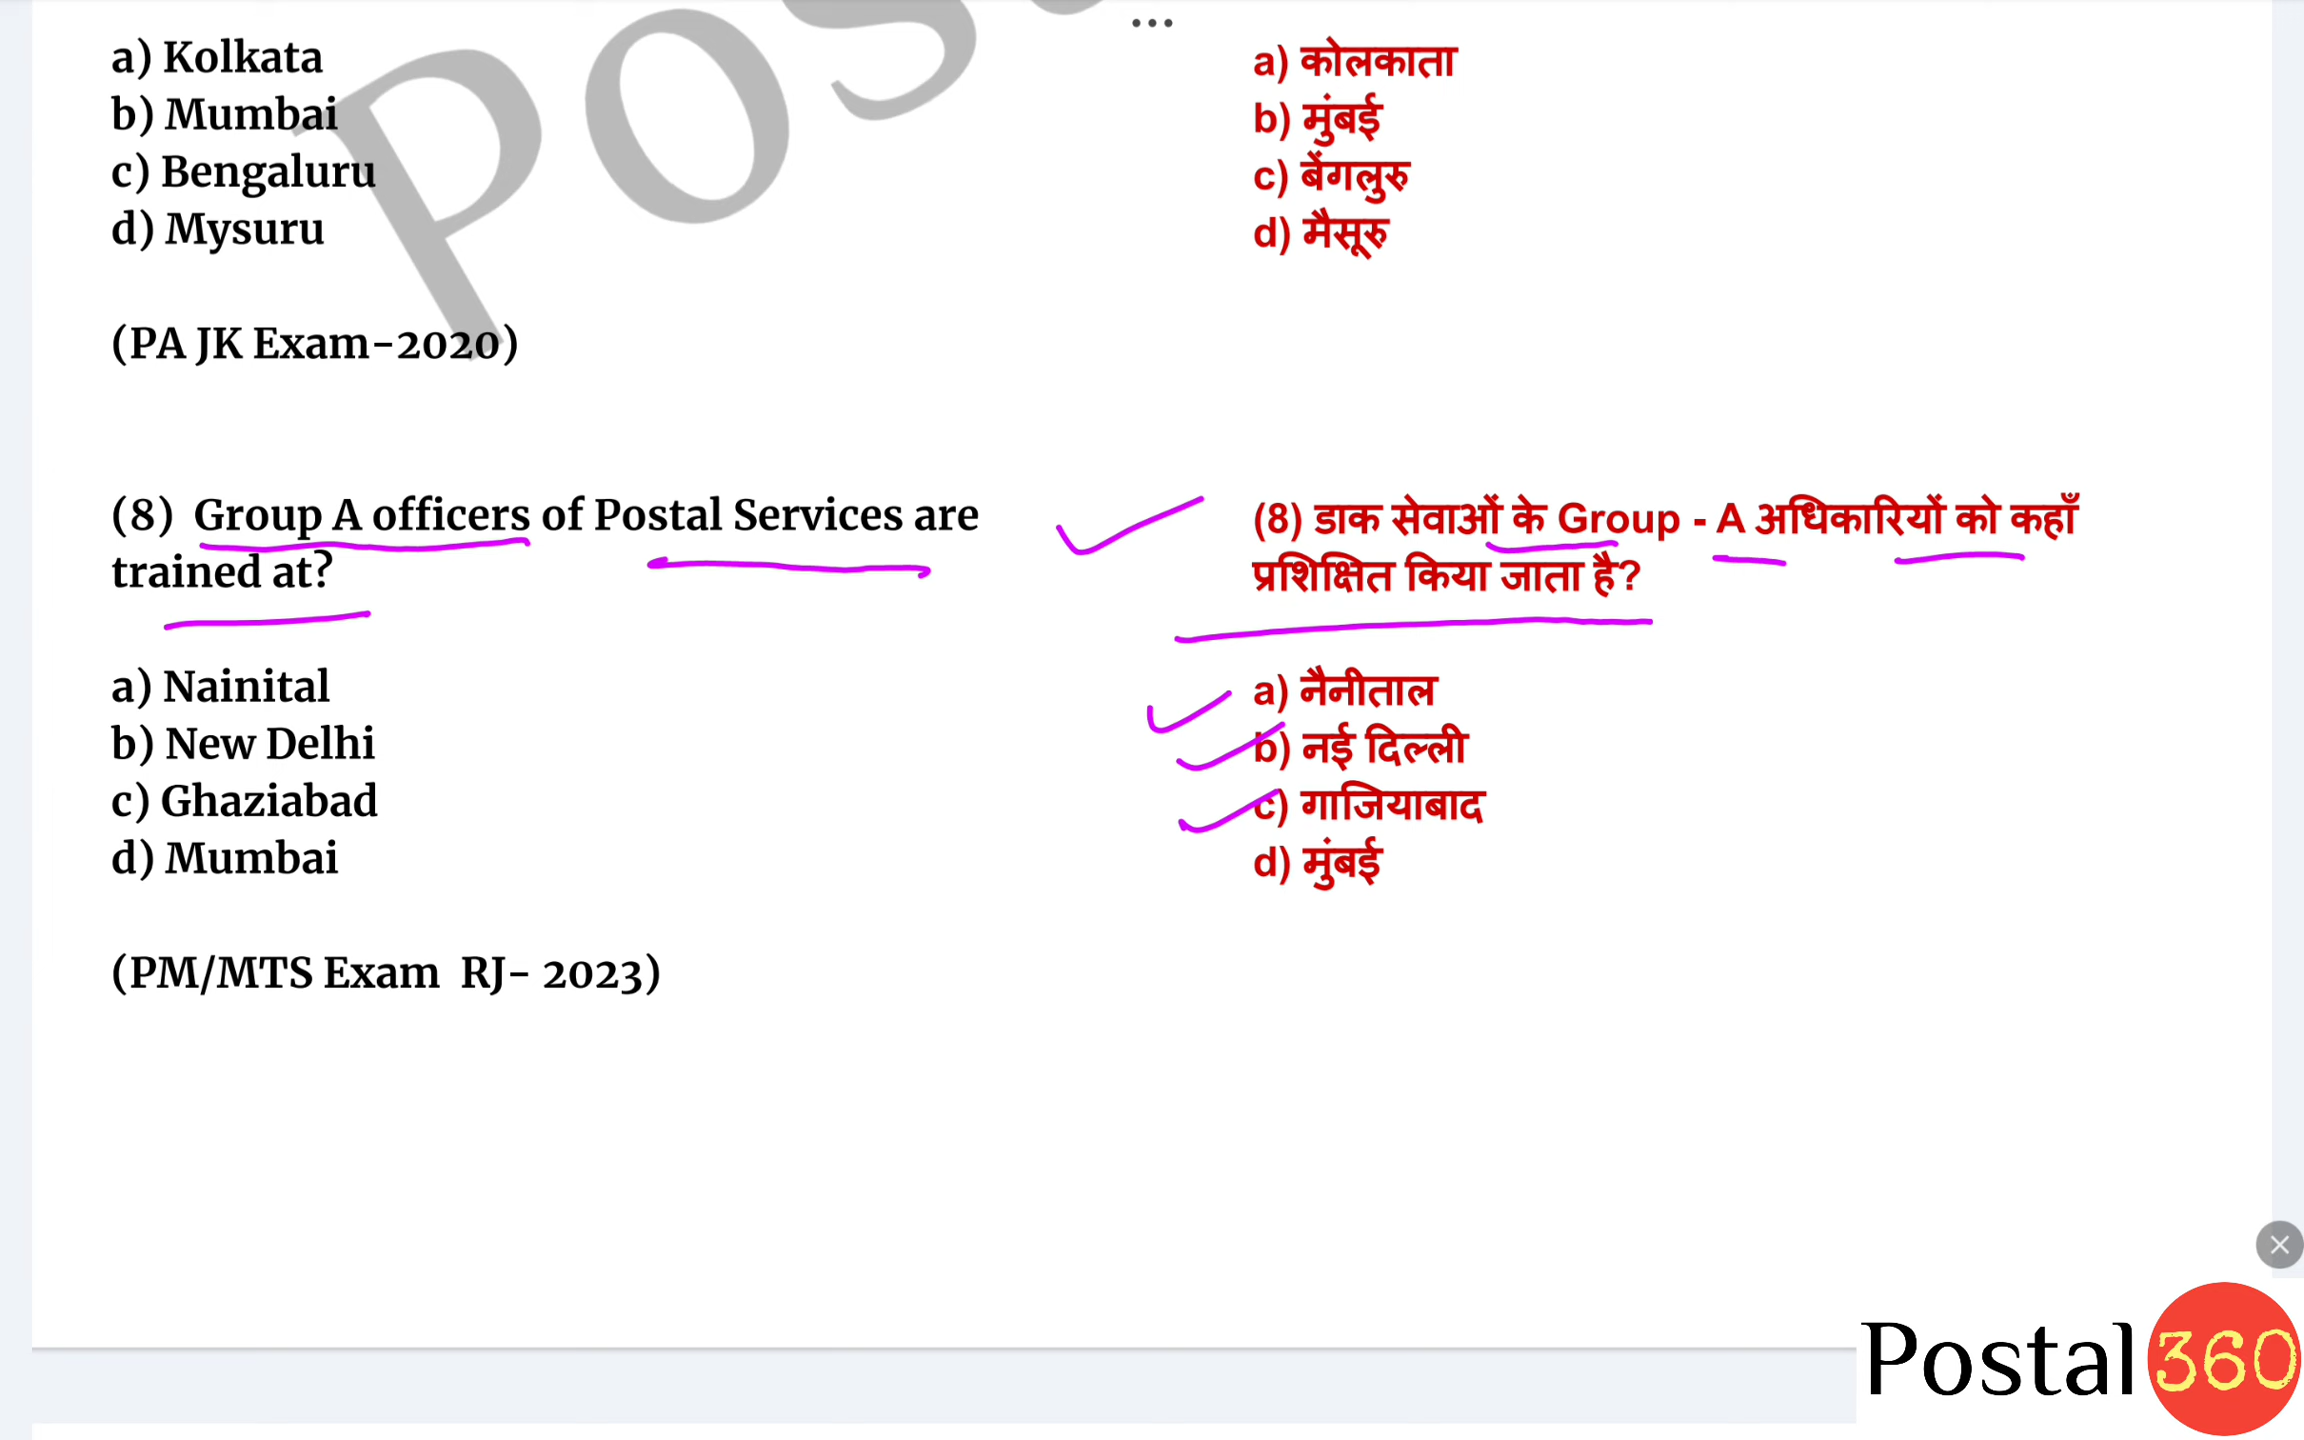 a) Kolkata
b) Mumbai
c) Bengaluru
d) Mysuru
(PA JK Exam-2020)
(8) Group A officers of Postal Services are
trained at?
a) Nainital
b) New Delhi
c) Ghaziabad
d) Mumbai
(PM/MTS Exam RJ- 2023)
a) कोलकाता
b) मुंबई
c) बेंगलुरु
d) मैसूरु
(8) डाक सेवाओं के Group - A अधिकारियों को कहाँ
प्रशिक्षित किया जाता है?
a) नैनीताल
b) नई दिल्ली
c) गाजियाबाद
d) मुंबई
Postal 360